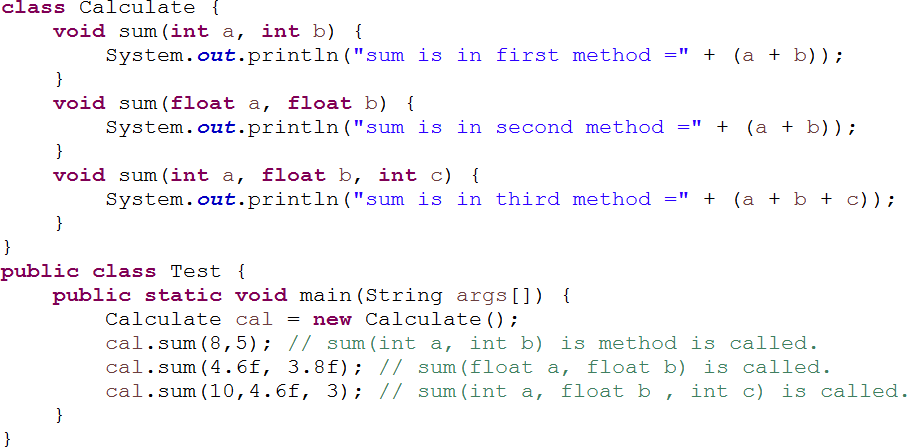 class Calculate {
    void sum(int a, int b) {
        System.out.println("sum is in first method =" + (a + b));
    }
    void sum(float a, float b) {
        System.out.println("sum is in second method =" + (a + b));
    }
    void sum(int a, float b, int c) {
        System.out.println("sum is in third method =" + (a + b + c));
    }
}
public class Test {
    public static void main(String args[]) {
        Calculate cal = new Calculate();
        cal.sum(8,5); // sum(int a, int b) is method is called.
        cal.sum(4.6f, 3.8f); // sum(float a, float b) is called.
        cal.sum(10,4.6f, 3); // sum(int a, float b , int c) is called.
    }
}